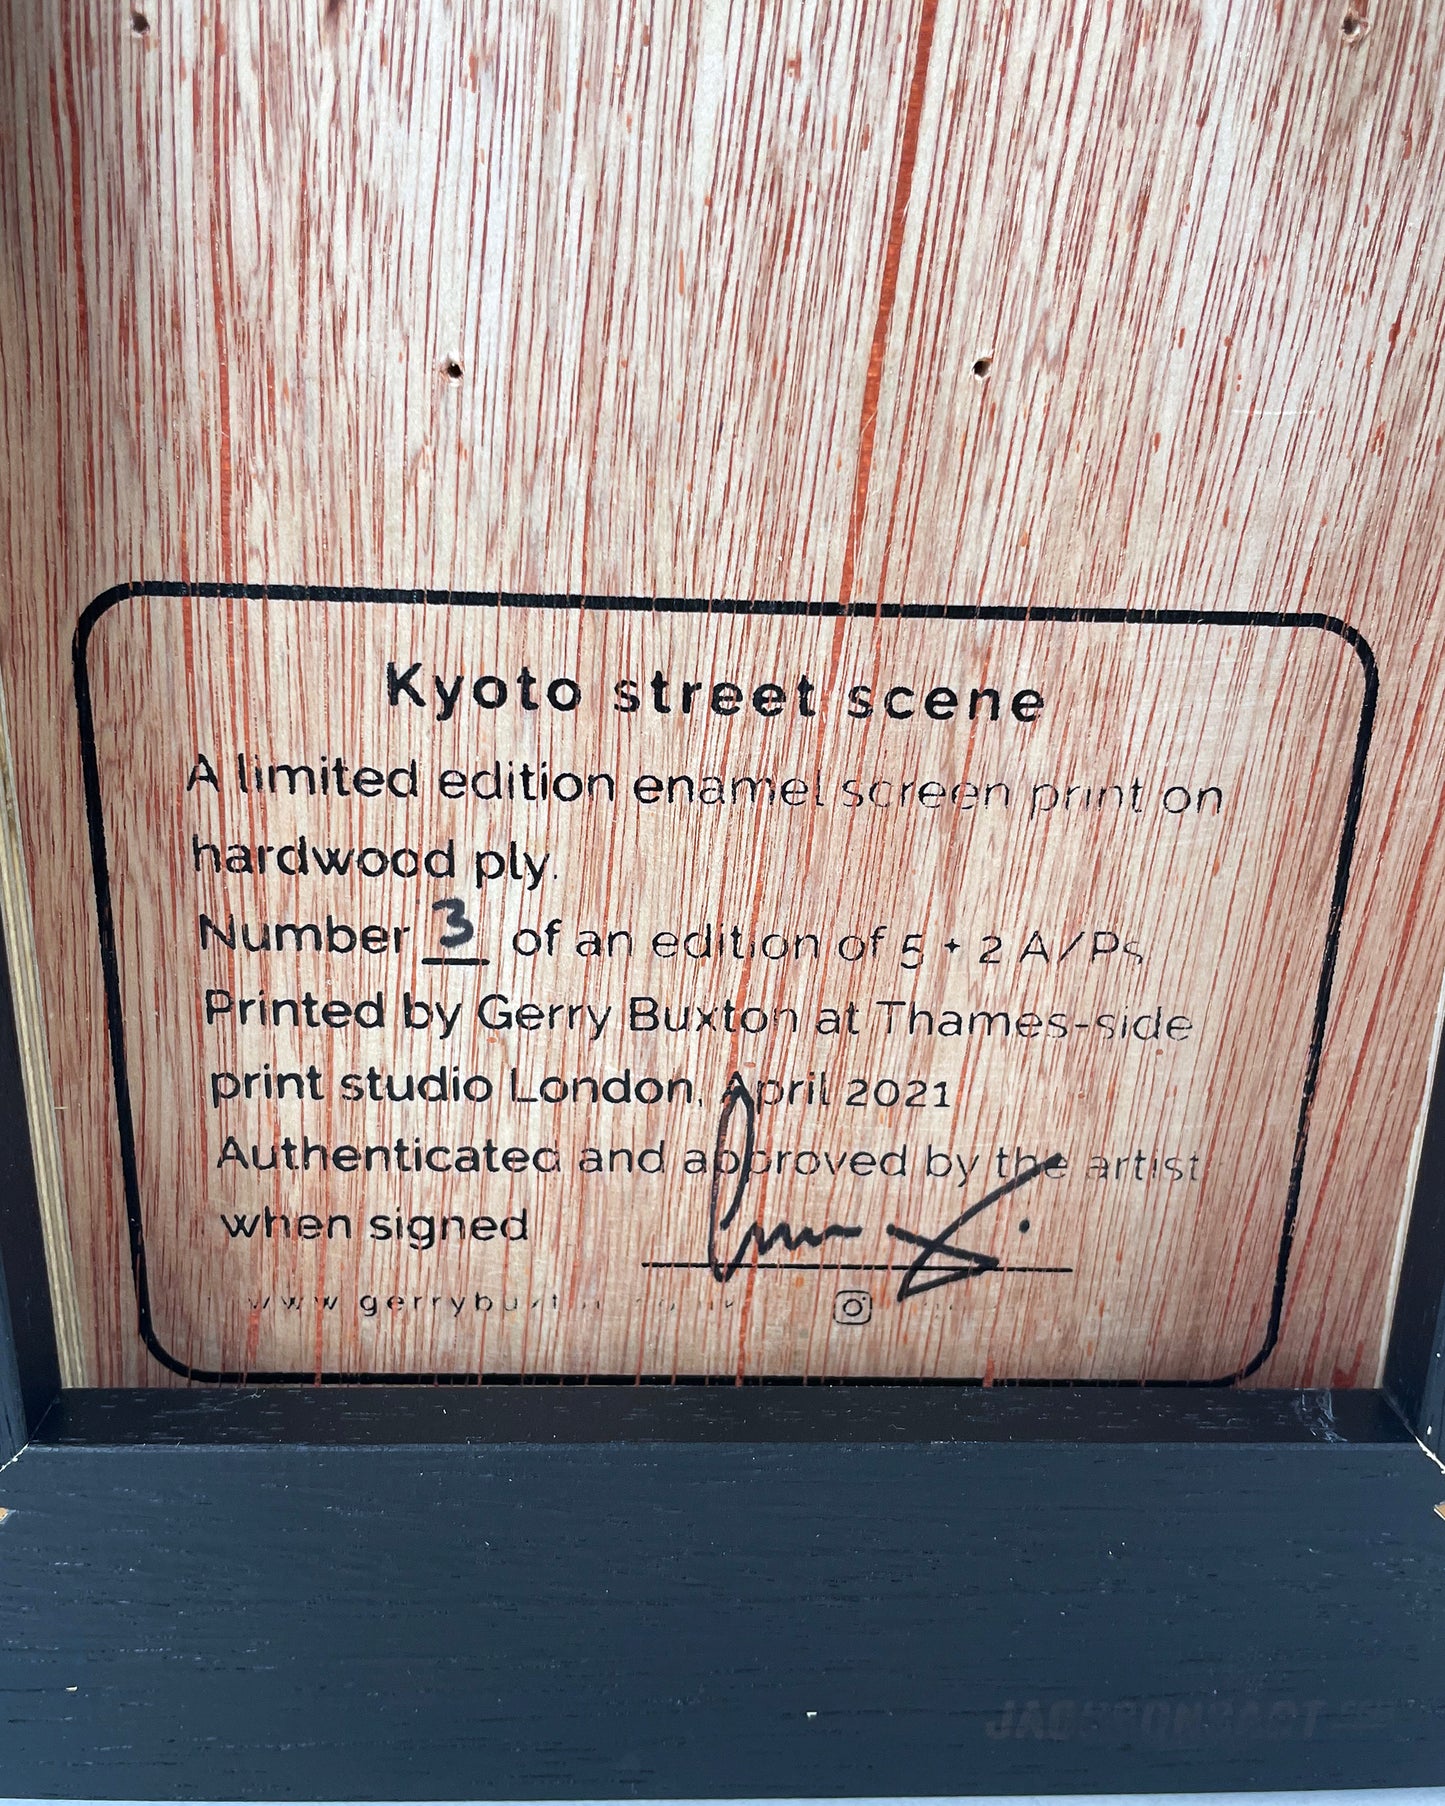 Kyoto street scene
A limited edition enamel screen print on
hardwood ply.
Number 3 of an edition of 5 + 2 A/Ps
Printed by Gerry Buxton at Thames-side
print studio London, April 2021
Authenticated and approved by the artist
when signed